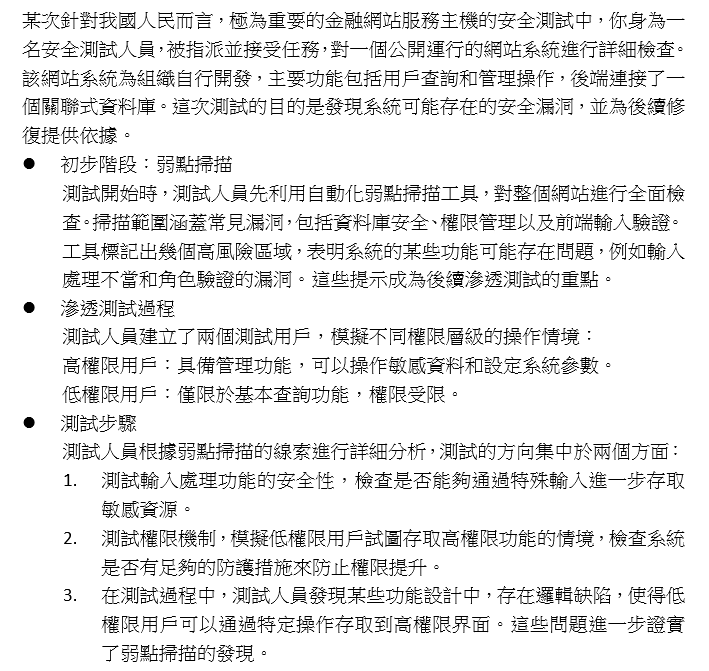 某次針對我國人民而言，極為重要的金融網站服務主機的安全測試中，你身為一
名安全測試人員，被指派並接受任務，對一個公開運行的網站系統進行詳細檢查。
該網站系統為組織自行開發，主要功能包括用戶查詢和管理操作，後端連接了一
個關聯式資料庫。這次測試的目的是發現系統可能存在的安全漏洞，並為後續修
復提供依據。
● 初步階段：弱點掃描
測試開始時，測試人員先利用自動化弱點掃描工具，對整個網站進行全面檢
查。掃描範圍涵蓋常見漏洞，包括資料庫安全、權限管理以及前端輸入驗證。
工具標記出幾個高風險區域，表明系統的某些功能可能存在問題，例如輸入
處理不當和角色驗證的漏洞。這些提示成為後續滲透測試的重點。
● 滲透測試過程
測試人員建立了兩個測試用戶，模擬不同權限層級的操作情境：
高權限用戶：具備管理功能，可以操作敏感資料和設定系統參數。
低權限用戶：僅限於基本查詢功能，權限受限。
● 測試步驟
測試人員根據弱點掃描的線索進行詳細分析，測試的方向集中於兩個方面：
1. 測試輸入處理功能的安全性，檢查是否能夠通過特殊輸入進一步存取
敏感資源。
2. 測試權限機制，模擬低權限用戶試圖存取高權限功能的情境，檢查系統
是否有足夠的防護措施來防止權限提升。
3. 在測試過程中，測試人員發現某些功能設計中，存在邏輯缺陷，使得低
權限用戶可以通過特定操作存取到高權限界面。這些問題進一步證實
了弱點掃描的發現。